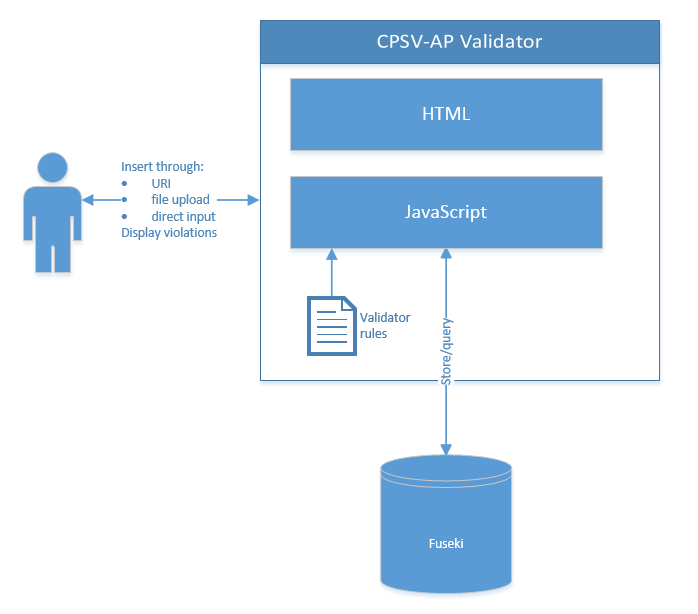 CPSV-AP Validator
HTML
Insert through:
• URI
• file upload
• direct input
Display violations
JavaScript
Validator
rules
Store/query
Fuseki